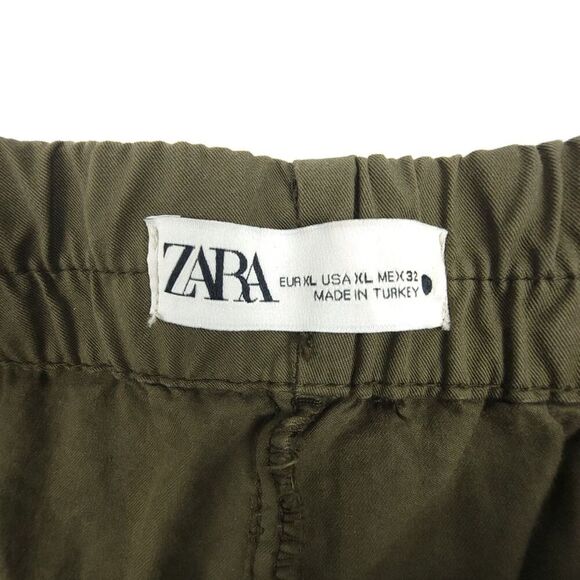 ZARA
EUR XL USA XL MEX 32
MADE IN TURKEY